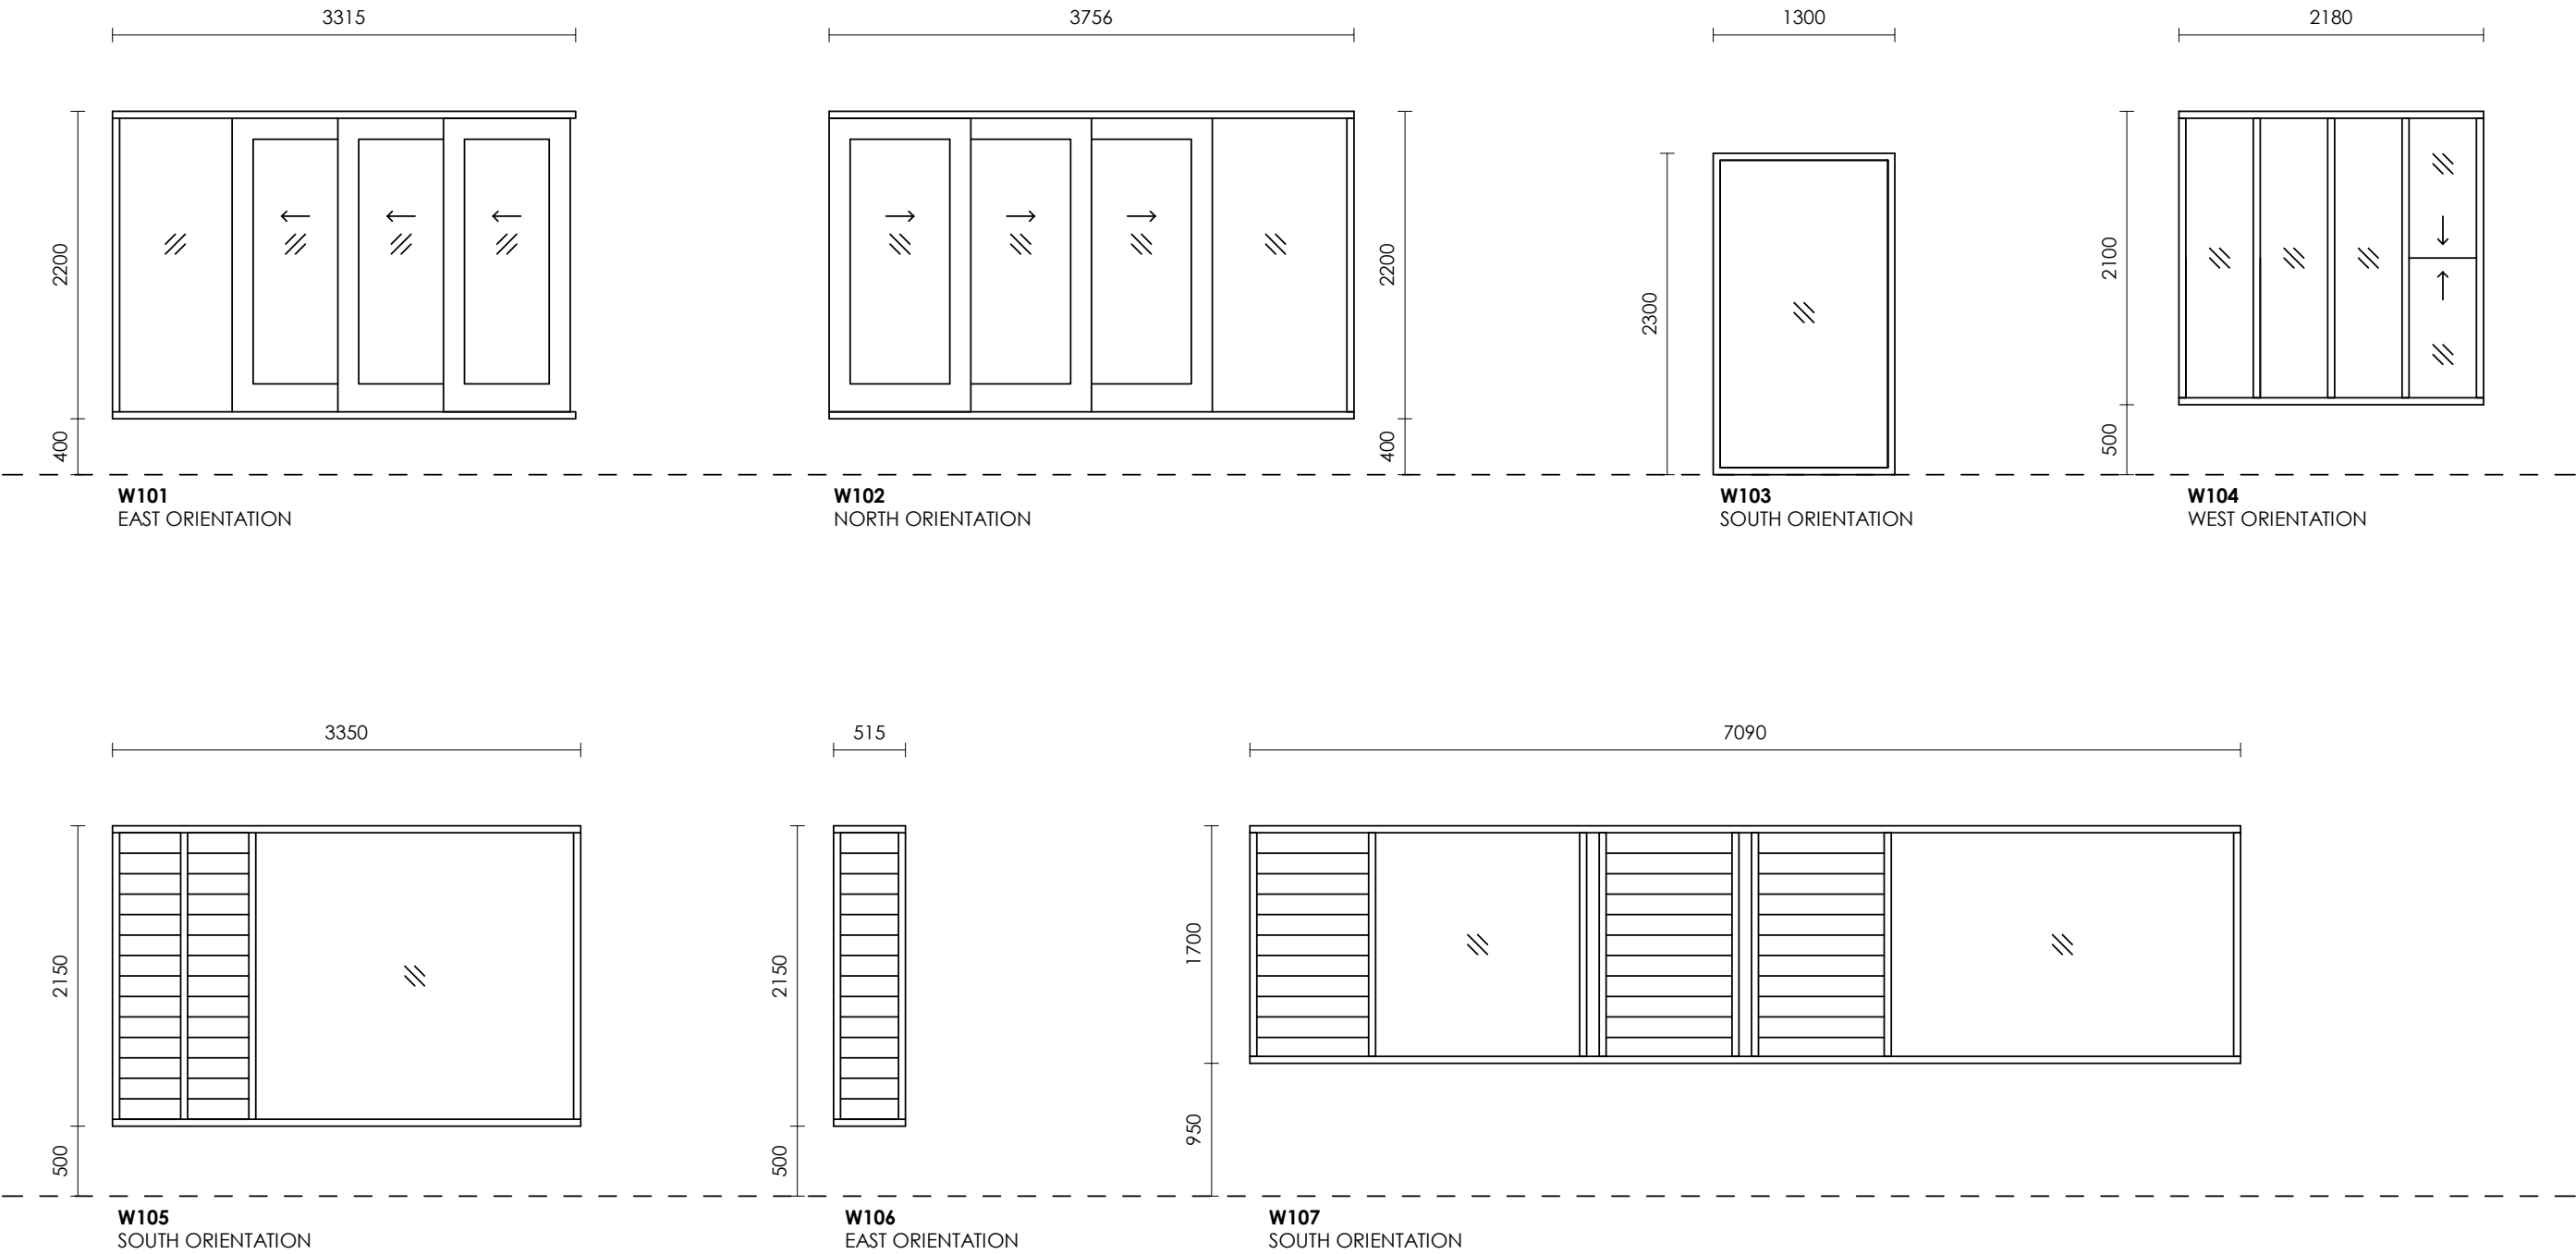 3315
3756
1300
2180
2200
400
2200
400
2300
2100
500
W101
EAST ORIENTATION
W102
NORTH ORIENTATION
W103
SOUTH ORIENTATION
W104
WEST ORIENTATION
3350
515
7090
2150
500
2150
500
1700
950
W105
SOUTH ORIENTATION
W106
EAST ORIENTATION
W107
SOUTH ORIENTATION